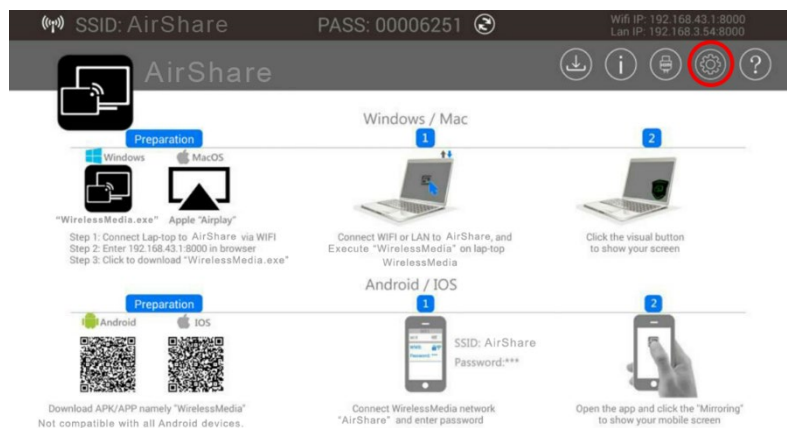 SSID: AirShare PASS: 00006251 Wifi IP: 192.168.43.1:8000
Lan IP: 192.168.3.54:8000
AirShare
Windows / Mac
Preparation 1 2
Windows MacOS
"WirelessMedia.exe" Apple "Airplay"
Step 1: Connect Lap-top to AirShare via WIFI
Step 2: Enter 192.168.43.1:8000 in browser
Step 3: Click to download "WirelessMedia.exe"
Connect WIFI or LAN to AirShare, and
Execute "WirelessMedia" on lap-top
WirelessMedia
Click the visual button
to show your screen
Android / IOS
Preparation 1 2
Android IOS
SSID: AirShare
Password:***
Download APK/APP namely "WirelessMedia"
Not compatible with all Android devices.
Connect WirelessMedia network
"AirShare" and enter password
Open the app and click the "Mirroring"
to show your mobile screen